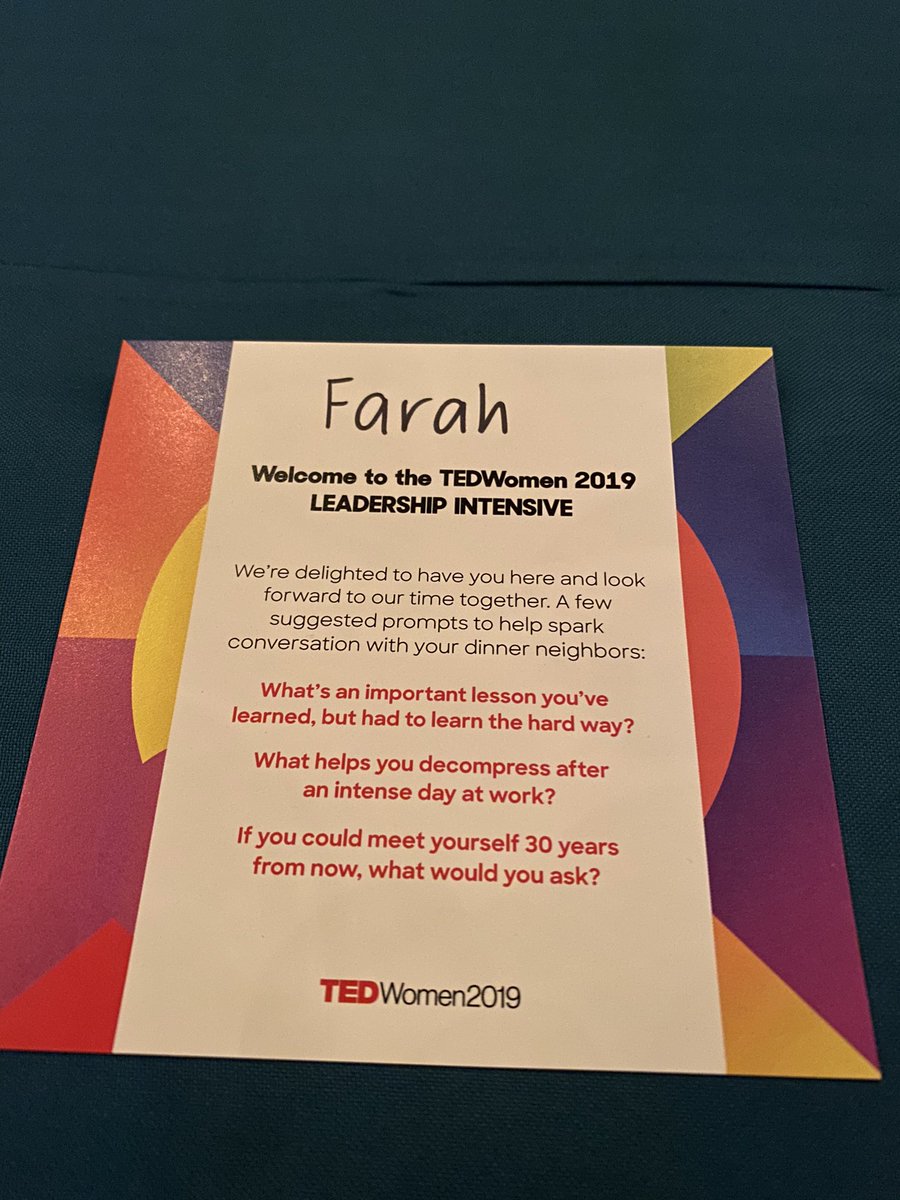 Farah
Welcome to the TEDWomen 2019
LEADERSHIP INTENSIVE
We're delighted to have you here and look
forward to our time together. A few
suggested prompts to help spark
conversation with your dinner neighbors:
What's an important lesson you've
learned, but had to learn the hard way?
What helps you decompress after
an intense day at work?
If you could meet yourself 30 years
from now, what would you ask?
TEDWomen2019